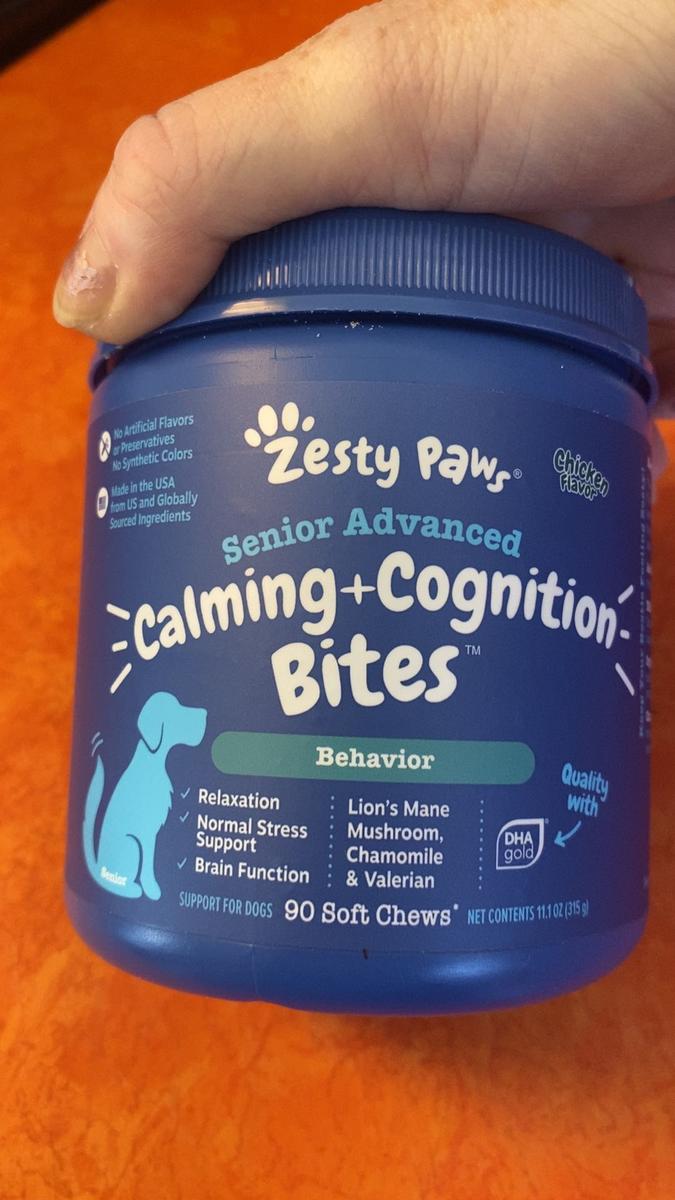 No Artificial Flavors
or Preservatives
No Synthetic Colors
Made in the USA
from US and Globally
Sourced Ingredients
Zesty Paws®
Chicken
Flavor
Senior Advanced
Calming+Cognition
Bites™
Behavior
✓ Relaxation
✓ Normal Stress
Support
✓ Brain Function
Lion's Mane
Mushroom,
Chamomile
& Valerian
Quality
with
DHA
gold®
Senior
SUPPORT FOR DOGS 90 Soft Chews* NET CONTENTS 11.1 OZ (315 g)